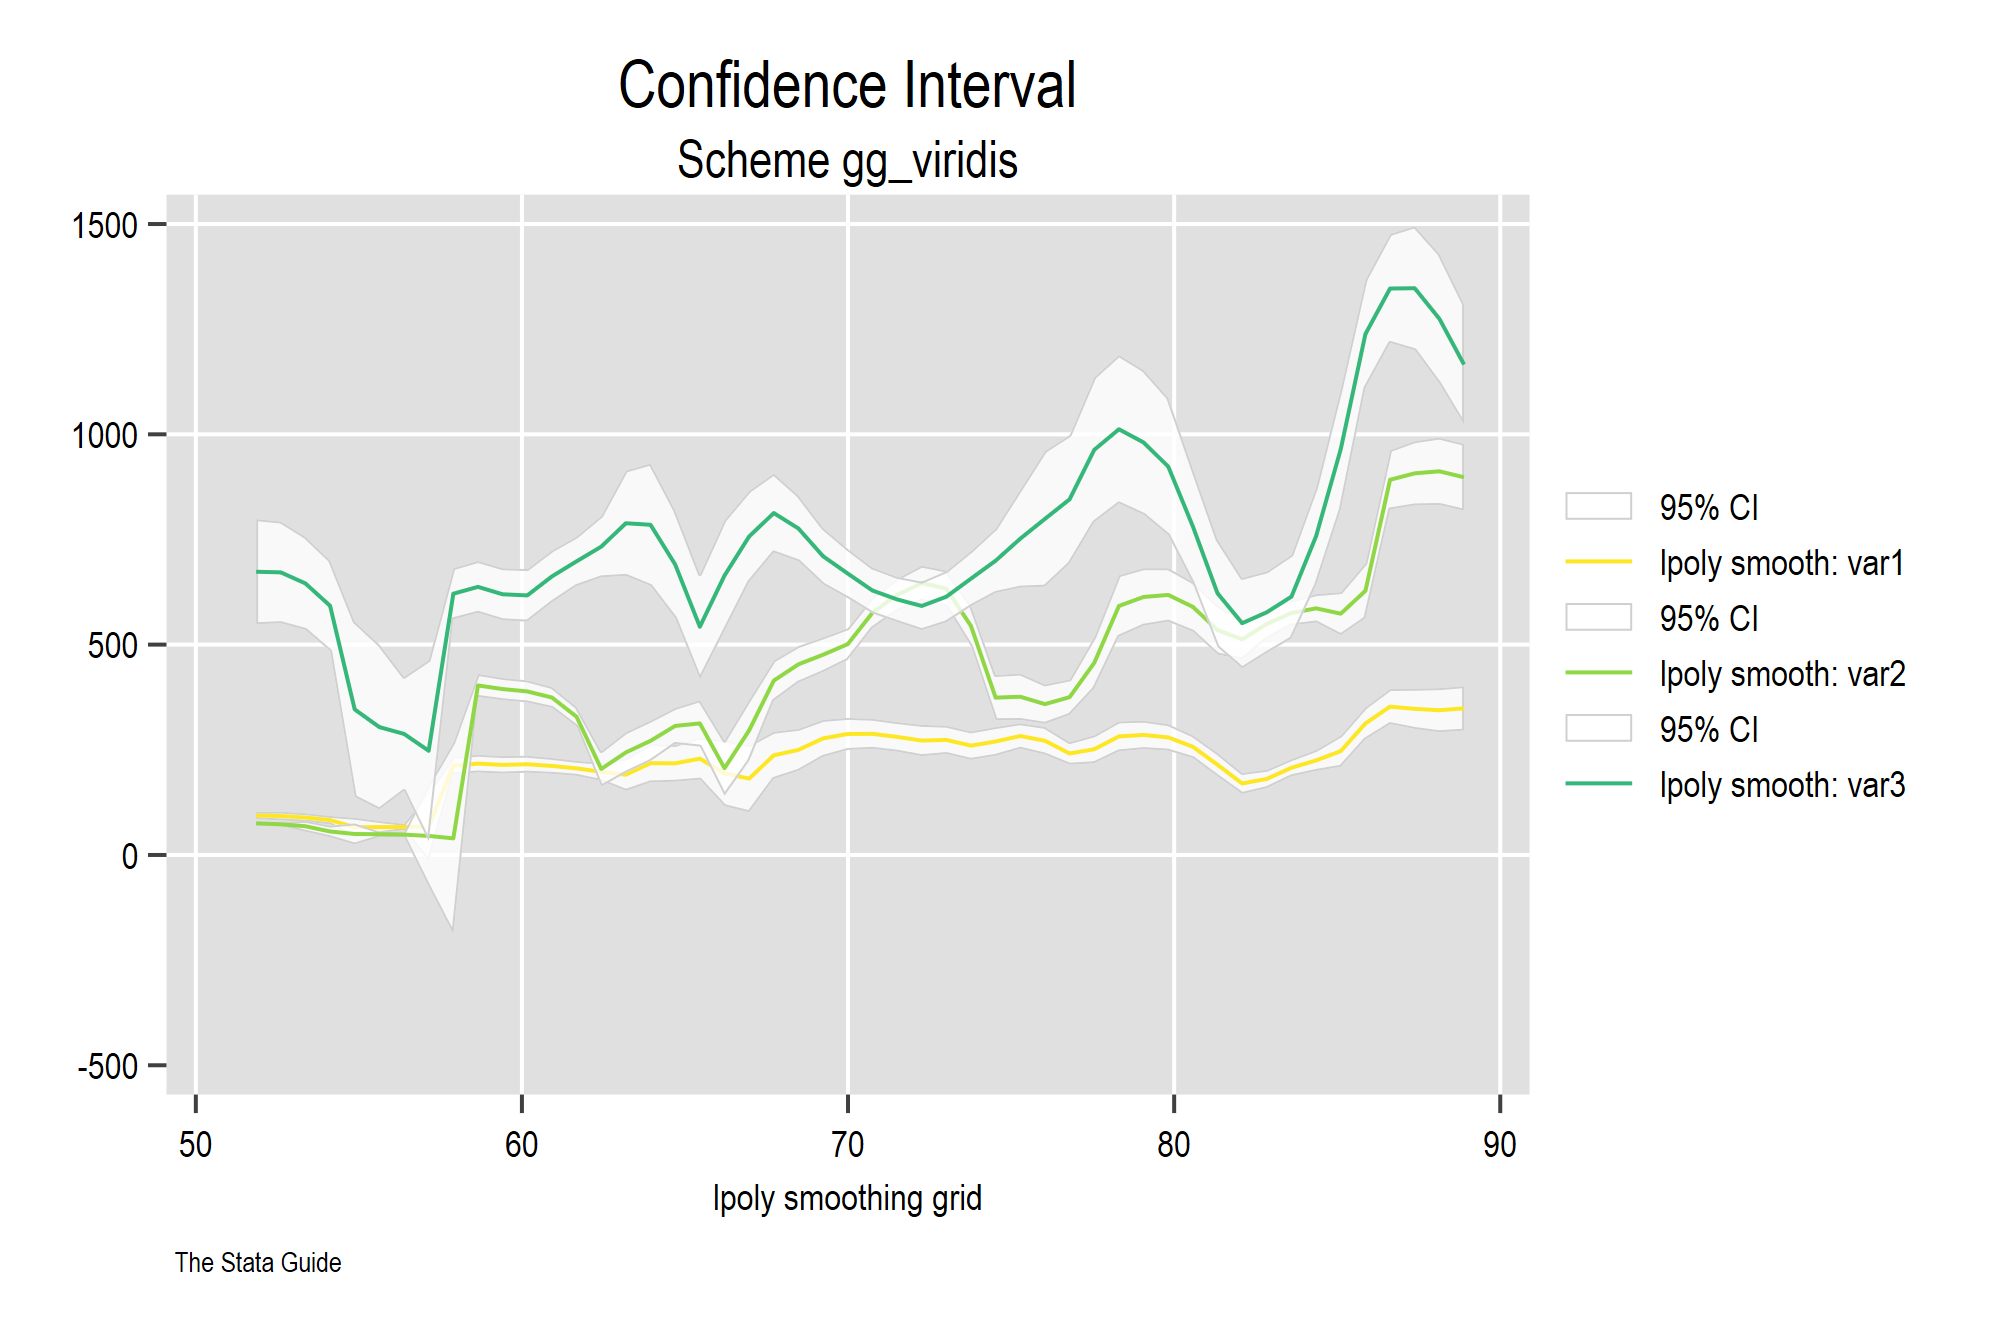 Confidence Interval
Scheme gg_viridis
1500
1000
500
0
-500
50 60 70 80 90
lpoly smoothing grid
95% CI
lpoly smooth: var1
95% CI
lpoly smooth: var2
95% CI
lpoly smooth: var3
The Stata Guide